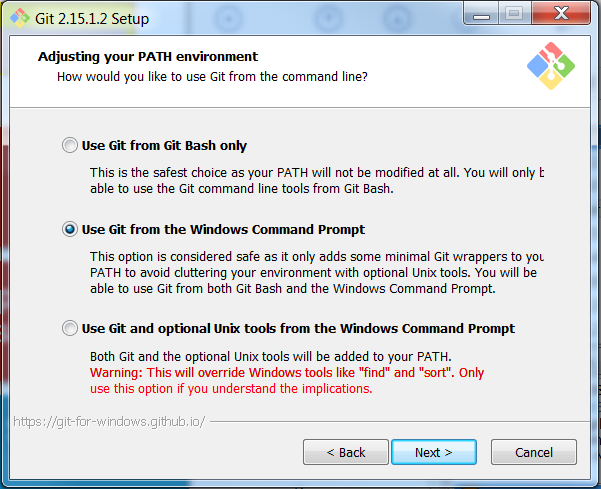 Git 2.15.1.2 Setup
Adjusting your PATH environment
How would you like to use Git from the command line?
Use Git from Git Bash only
This is the safest choice as your PATH will not be modified at all. You will only b
able to use the Git command line tools from Git Bash.
Use Git from the Windows Command Prompt
This option is considered safe as it only adds some minimal Git wrappers to you
PATH to avoid cluttering your environment with optional Unix tools. You will be
able to use Git from both Git Bash and the Windows Command Prompt.
Use Git and optional Unix tools from the Windows Command Prompt
Both Git and the optional Unix tools will be added to your PATH.
Warning: This will override Windows tools like "find" and "sort". Only
use this option if you understand the implications.
https://git-for-windows.github.io/
< Back
Next >
Cancel